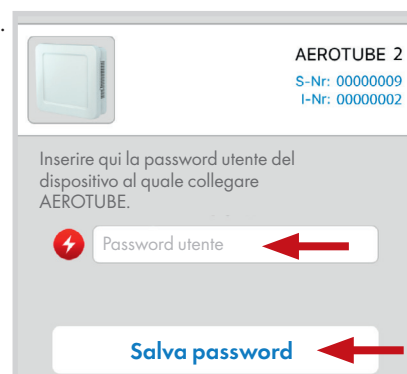 AEROTUBE 2
S-Nr: 00000009
I-Nr: 00000002
Inserire qui la password utente del
dispositivo al quale collegare
AEROTUBE.
Password utente
Salva password